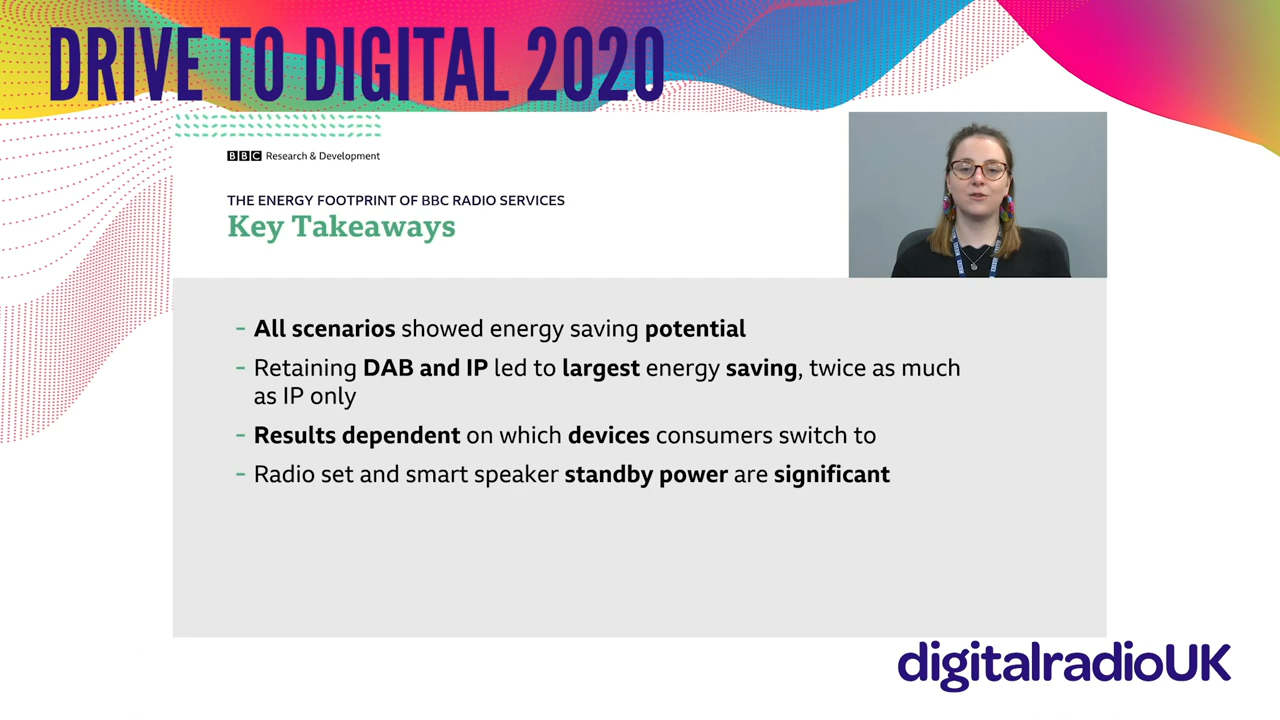 DRIVE TO DIGITAL 2020
BBC Research & Development
THE ENERGY FOOTPRINT OF BBC RADIO SERVICES
Key Takeaways
- All scenarios showed energy saving potential
- Retaining DAB and IP led to largest energy saving, twice as much
as IP only
- Results dependent on which devices consumers switch to
- Radio set and smart speaker standby power are significant
digitalradioUK